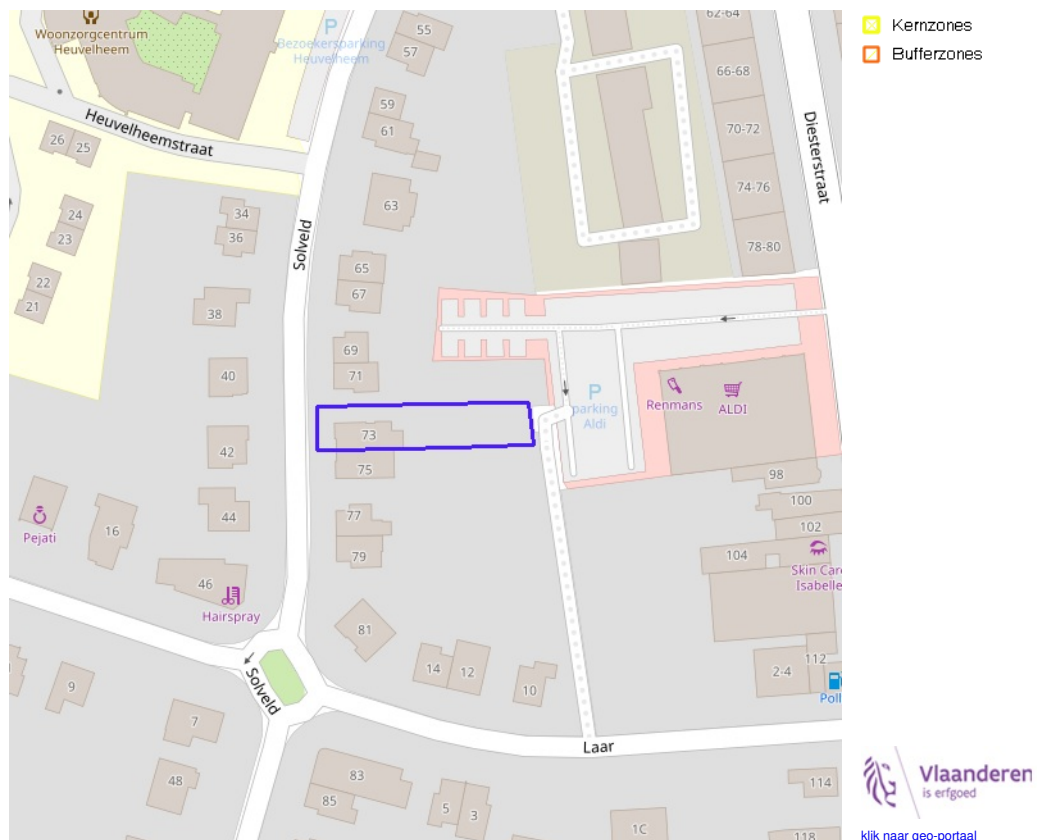 Woonzorgcentrum
Heuvelheem
P
Bezoekersparking
Heuvelheem
55
57
62-64
Kernzones
Bufferzones
59
61
66-68
70-72
Diesterstraat
Heuvelheemstraat
26
25
74-76
63
34
36
24
23
Solveld
78-80
65
67
22
21
38
69
71
40
P
parking
Aldi
Renmans
ALDI
73
75
42
98
100
44
77
102
16
Pejati
79
104
Skin Care
Isabelle
46
Hairspray
81
14
12
10
2-4
112
9
Solveld
7
Laar
48
83
85
5
3
1C
114
118
Vlaanderen
is erfgoed
klik naar geo-portaal